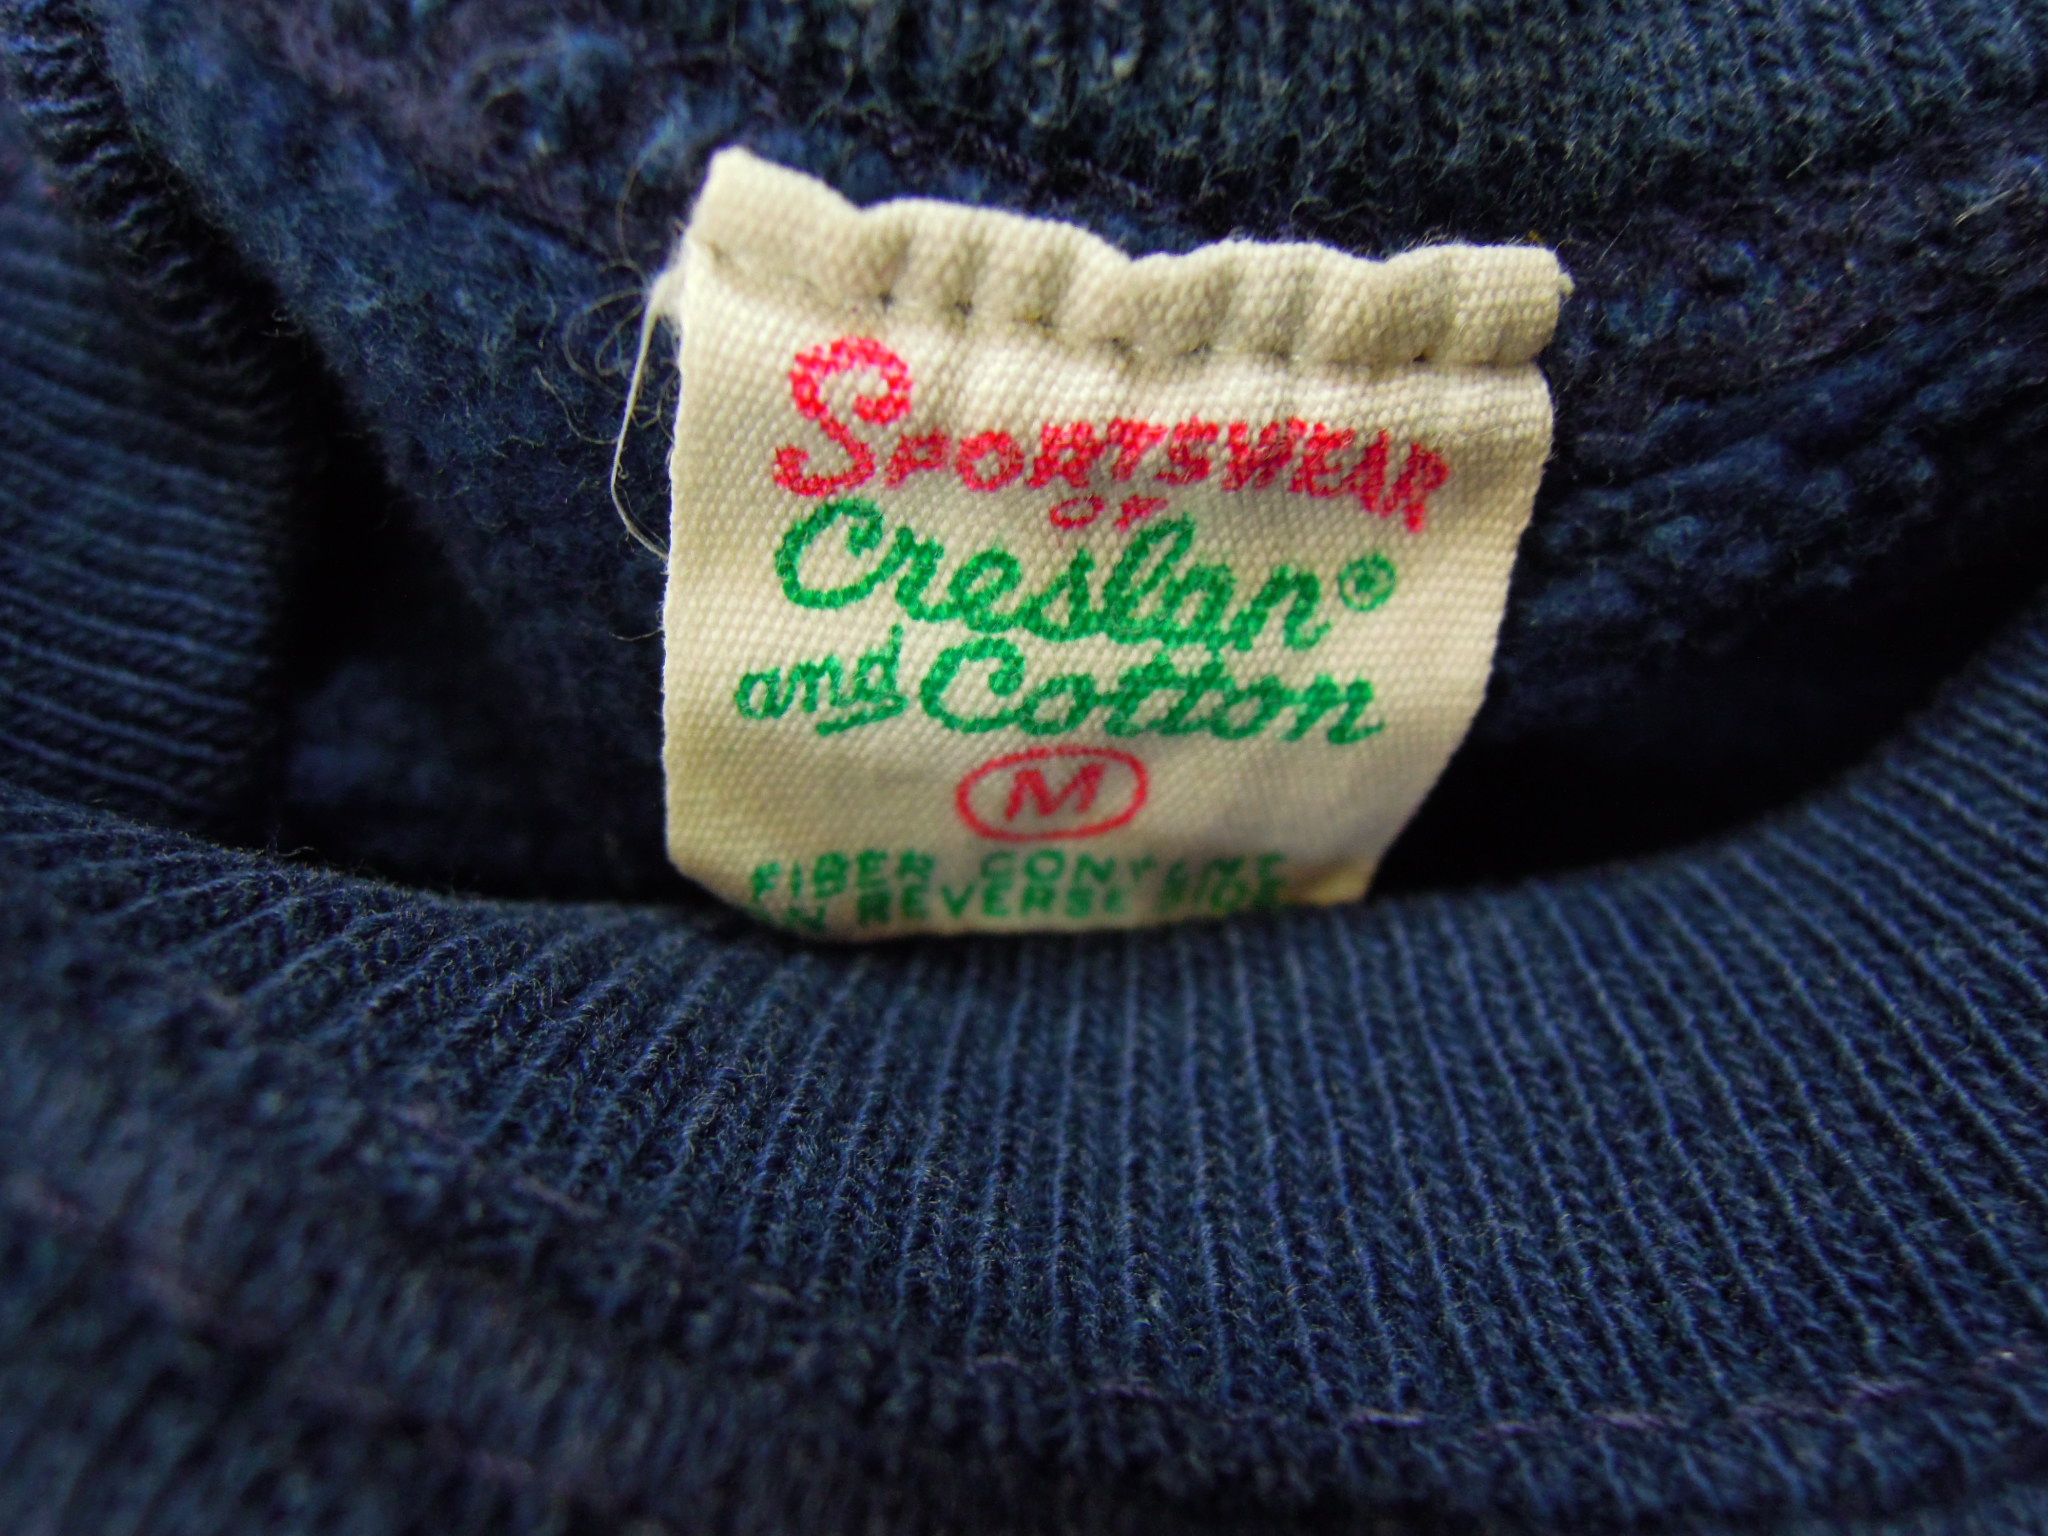 SPORTSWEAR
OF
Creslan®
and Cotton
M
FIBER CONTENT
ON REVERSE SIDE